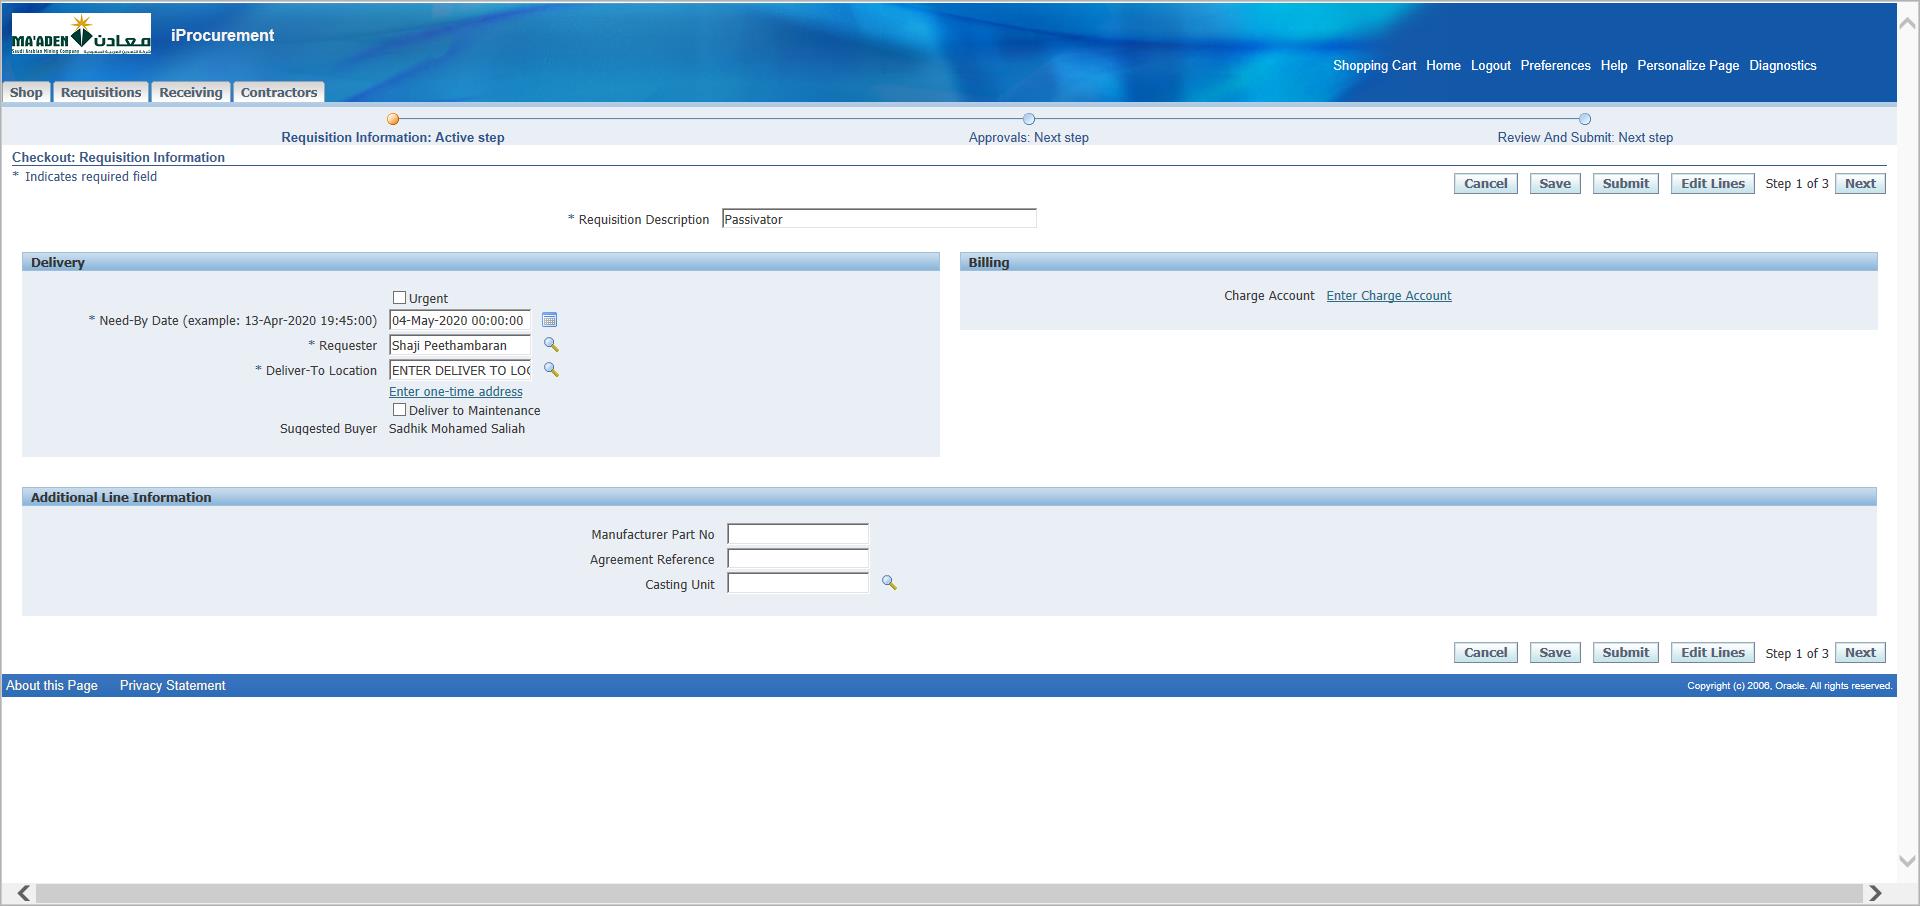 MA'ADEN معادن
Saudi Arabian Mining Company
iProcurement
Shopping Cart Home Logout Preferences Help Personalize Page Diagnostics
Shop Requisitions Receiving Contractors
Requisition Information: Active step Approvals: Next step Review And Submit: Next step
Checkout: Requisition Information
* Indicates required field
Cancel Save Submit Edit Lines Step 1 of 3 Next
* Requisition Description Passivator
Delivery
Urgent
* Need-By Date (example: 13-Apr-2020 19:45:00) 04-May-2020 00:00:00
* Requester Shaji Peethambaran
* Deliver-To Location ENTER DELIVER TO LOC
Enter one-time address
Deliver to Maintenance
Suggested Buyer Sadhik Mohamed Saliah
Billing
Charge Account Enter Charge Account
Additional Line Information
Manufacturer Part No
Agreement Reference
Casting Unit
Cancel Save Submit Edit Lines Step 1 of 3 Next
About this Page Privacy Statement Copyright (c) 2006, Oracle. All rights reserved.